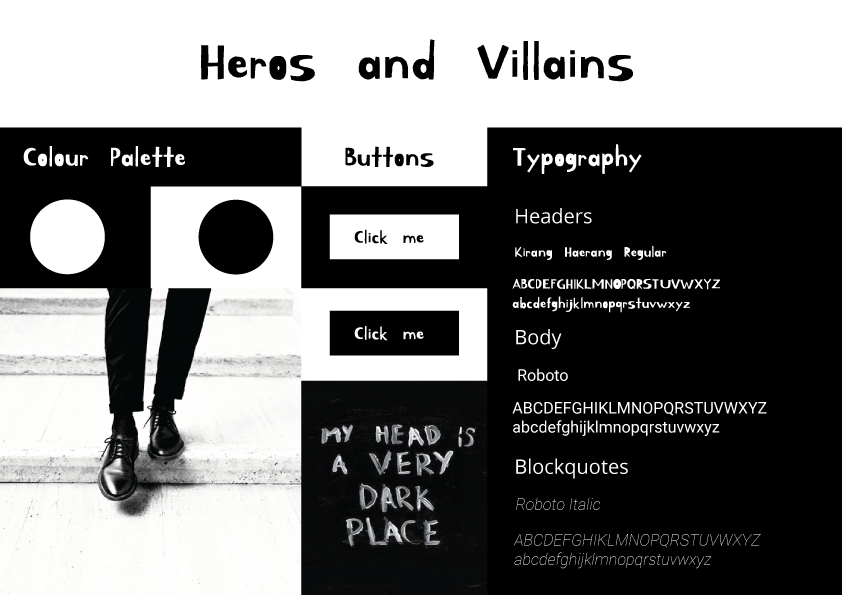 Heros and Villains
Colour Palette
Buttons
Click me
Click me
MY HEAD IS
A VERY
DARK
PLACE
Typography
Headers
Kirang Haerang Regular
ABCDEFGHIKLMNOPQRSTUVWXYZ
abcdefghijklmnopqrstuvwxyz
Body
Roboto
ABCDEFGHIKLMNOPQRSTUVWXYZ
abcdefghijklmnopqrstuvwxyz
Blockquotes
Roboto Italic
ABCDEFGHIKLMNOPQRSTUVWXYZ
abcdefghijklmnopqrstuvwxyz